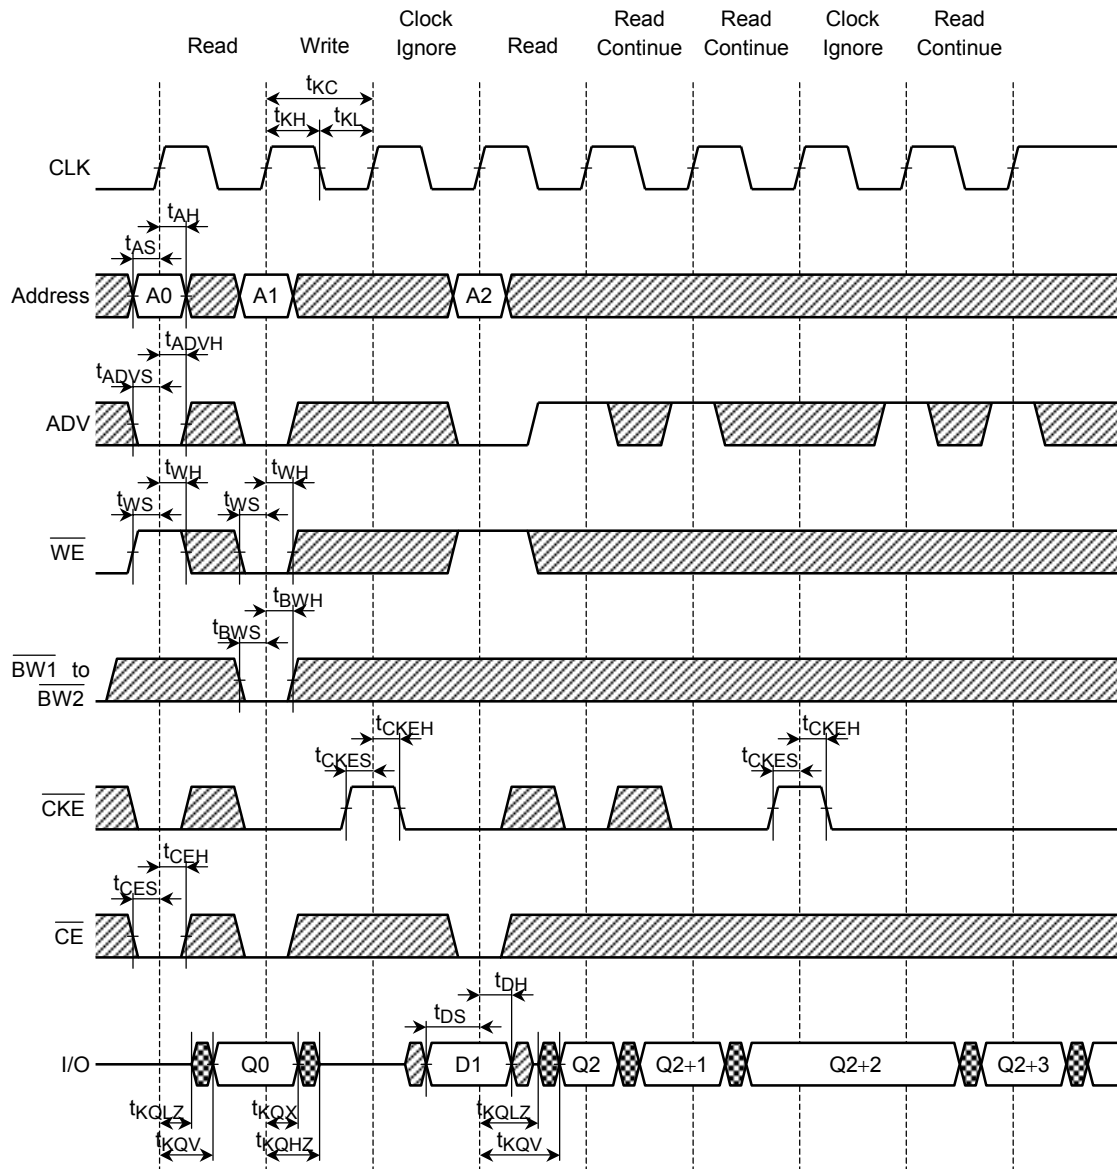 Clock Read Read Clock Read
Read Write Ignore Read Continue Continue Ignore Continue
tKC
tKH tKL
CLK
tAH
tAS
Address A0 A1 A2
tADVH
tADVS
ADV
tWH tWH
tWS tWS
WE
tBWH
tBWS
BW1 to
BW2
tCKEH tCKEH
tCKES tCKES
CKE
tCEH
tCES
CE
tDH
tDS
I/O Q0 D1 Q2 Q2+1 Q2+2 Q2+3
tKQLZ tKQX tKQLZ
tKQV tKQHZ tKQV